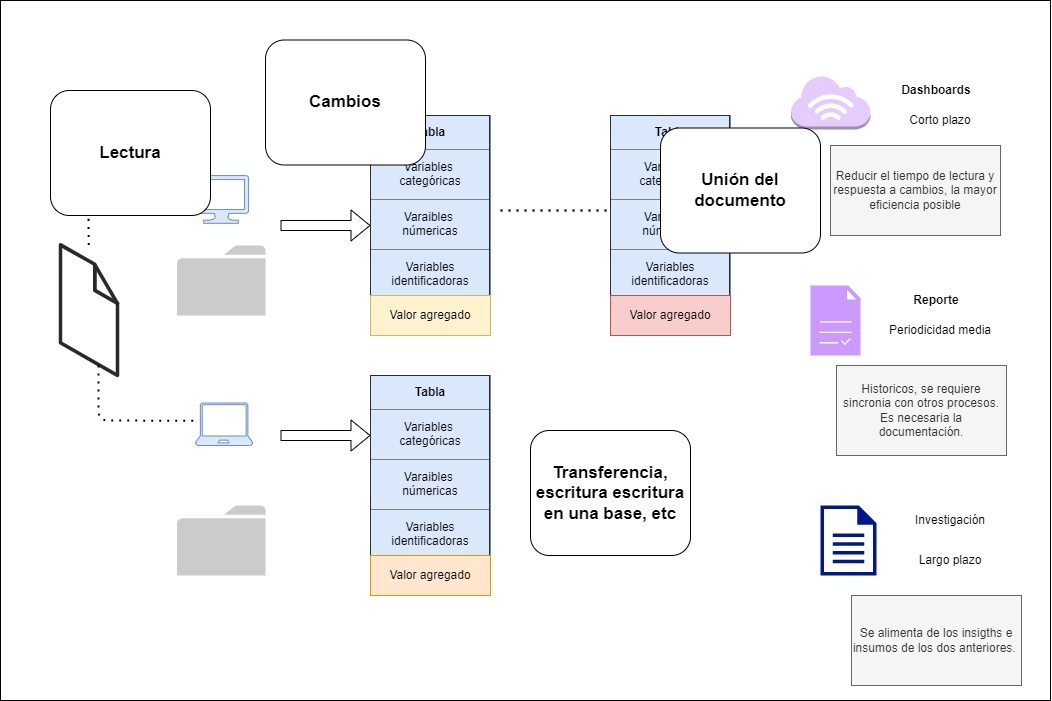 Lectura
Cambios
bla
Variables
categóricas
Varaibles
númericas
Variables
identificadoras
Valor agregado
Unión del
documento
Variables
identificadoras
Valor agregado
Tabla
Variables
categóricas
Varaibles
númericas
Variables
identificadoras
Valor agregado
Transferencia,
escritura escritura
en una base, etc
Dashboards
Corto plazo
Reducir el tiempo de lectura y
respuesta a cambios, la mayor
eficiencia posible
Reporte
Periodicidad media
Historicos, se requiere
sincronia con otros procesos.
Es necesaria la
documentación.
Investigación
Largo plazo
Se alimenta de los insigths e
insumos de los dos anteriores.